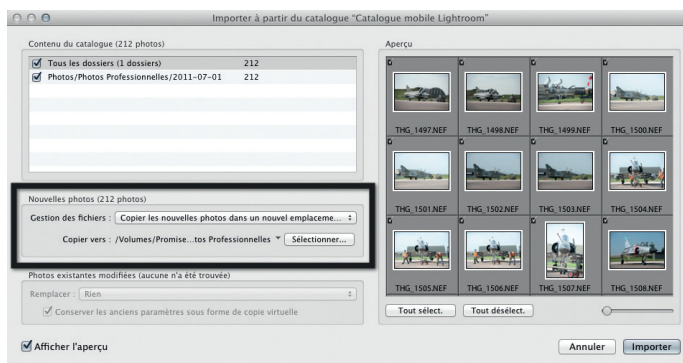 Importer à partir du catalogue "Catalogue mobile Lightroom"
Contenu du catalogue (212 photos)
Tous les dossiers (1 dossiers) 212
Photos/Photos Professionnelles/2011-07-01 212
Nouvelles photos (212 photos)
Gestion des fichiers : Copier les nouvelles photos dans un nouvel emplaceme...
Copier vers : /Volumes/Promise...tos Professionnelles Sélectionner...
Photos existantes modifiées (aucune n'a été trouvée)
Remplacer : Rien
Conserver les anciens paramètres sous forme de copie virtuelle
Afficher l'aperçu
Aperçu
THG_1497.NEF THG_1498.NEF THG_1499.NEF THG_1500.NEF
THG_1501.NEF THG_1502.NEF THG_1503.NEF THG_1504.NEF
THG_1505.NEF THG_1506.NEF THG_1507.NEF THG_1508.NEF
Tout sélect. Tout désélect.
Annuler Importer